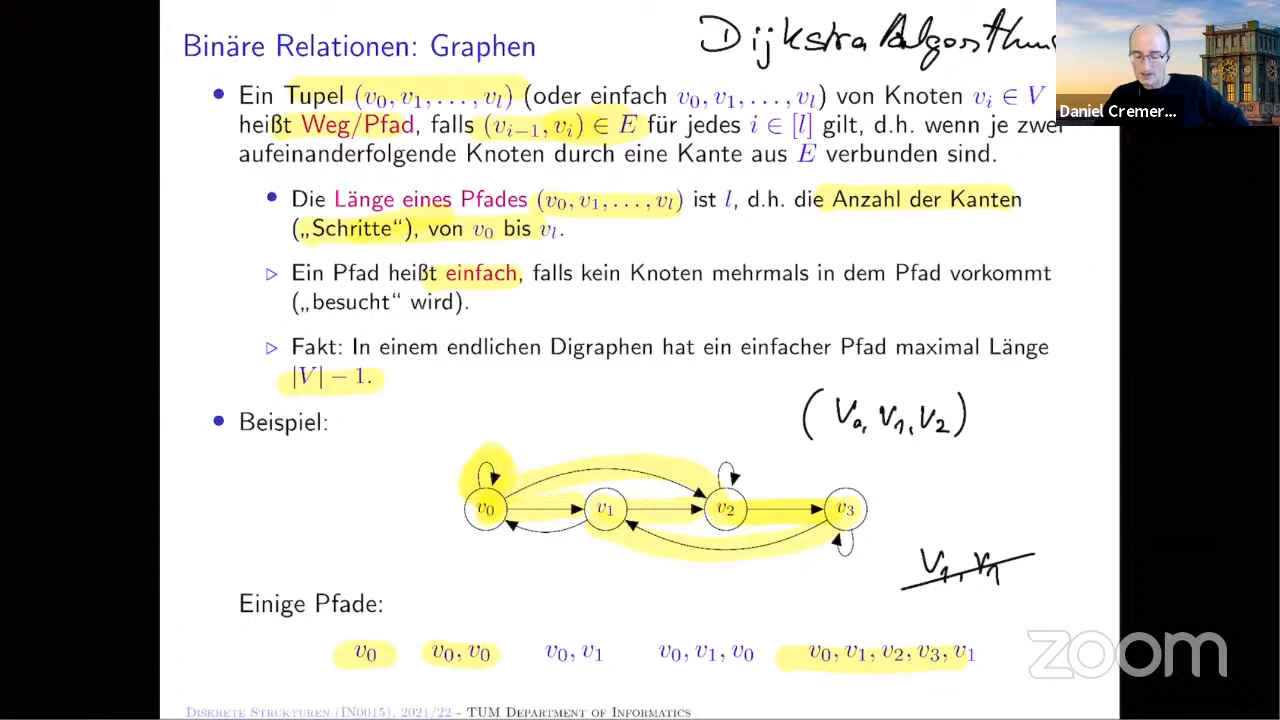 Binäre Relationen: Graphen
Dijkstra Algorithm
Daniel Cremer...
• Ein Tupel (v₀, v₁, . . . , vₗ) (oder einfach v₀, v₁, . . . , vₗ) von Knoten vᵢ ∈ V
heißt Weg/Pfad, falls (vᵢ₋₁, vᵢ) ∈ E für jedes i ∈ [l] gilt, d.h. wenn je zwei
aufeinanderfolgende Knoten durch eine Kante aus E verbunden sind.
• Die Länge eines Pfades (v₀, v₁, . . . , vₗ) ist l, d.h. die Anzahl der Kanten
(„Schritte“), von v₀ bis vₗ.
▷ Ein Pfad heißt einfach, falls kein Knoten mehrmals in dem Pfad vorkommt
(„besucht“ wird).
▷ Fakt: In einem endlichen Digraphen hat ein einfacher Pfad maximal Länge
|V| − 1.
• Beispiel:
(V₀, V₁, V₂)
v₀ v₁ v₂ v₃
V₁, V₁
Einige Pfade:
v₀ v₀, v₀ v₀, v₁ v₀, v₁, v₀ v₀, v₁, v₂, v₃, v₁
zoom
Diskrete Strukturen (IN0015), 2021/22 - TUM Department of Informatics